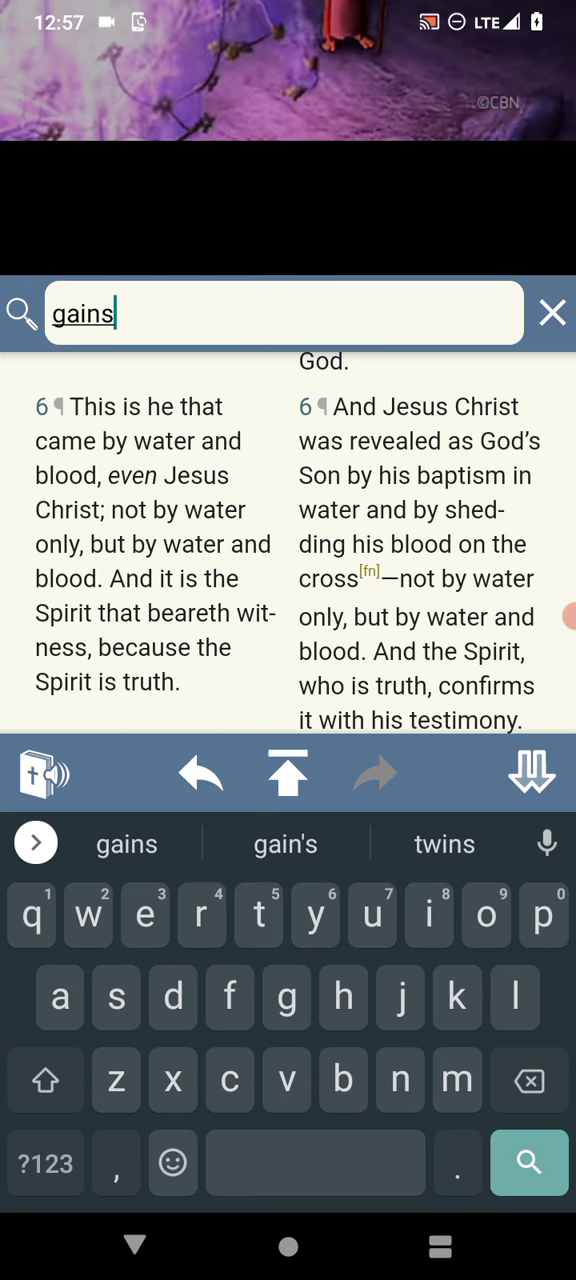 12:57
LTE
©CBN
gains
God.
6 ¶ This is he that
came by water and
blood, even Jesus
Christ; not by water
only, but by water and
blood. And it is the
Spirit that beareth wit-
ness, because the
Spirit is truth.
6 ¶ And Jesus Christ
was revealed as God’s
Son by his baptism in
water and by shed-
ding his blood on the
cross[fn]—not by water
only, but by water and
blood. And the Spirit,
who is truth, confirms
it with his testimony.
gains gain's twins
1 2 3 4 5 6 7 8 9 0
q w e r t y u i o p
a s d f g h j k l
z x c v b n m
?123 , .